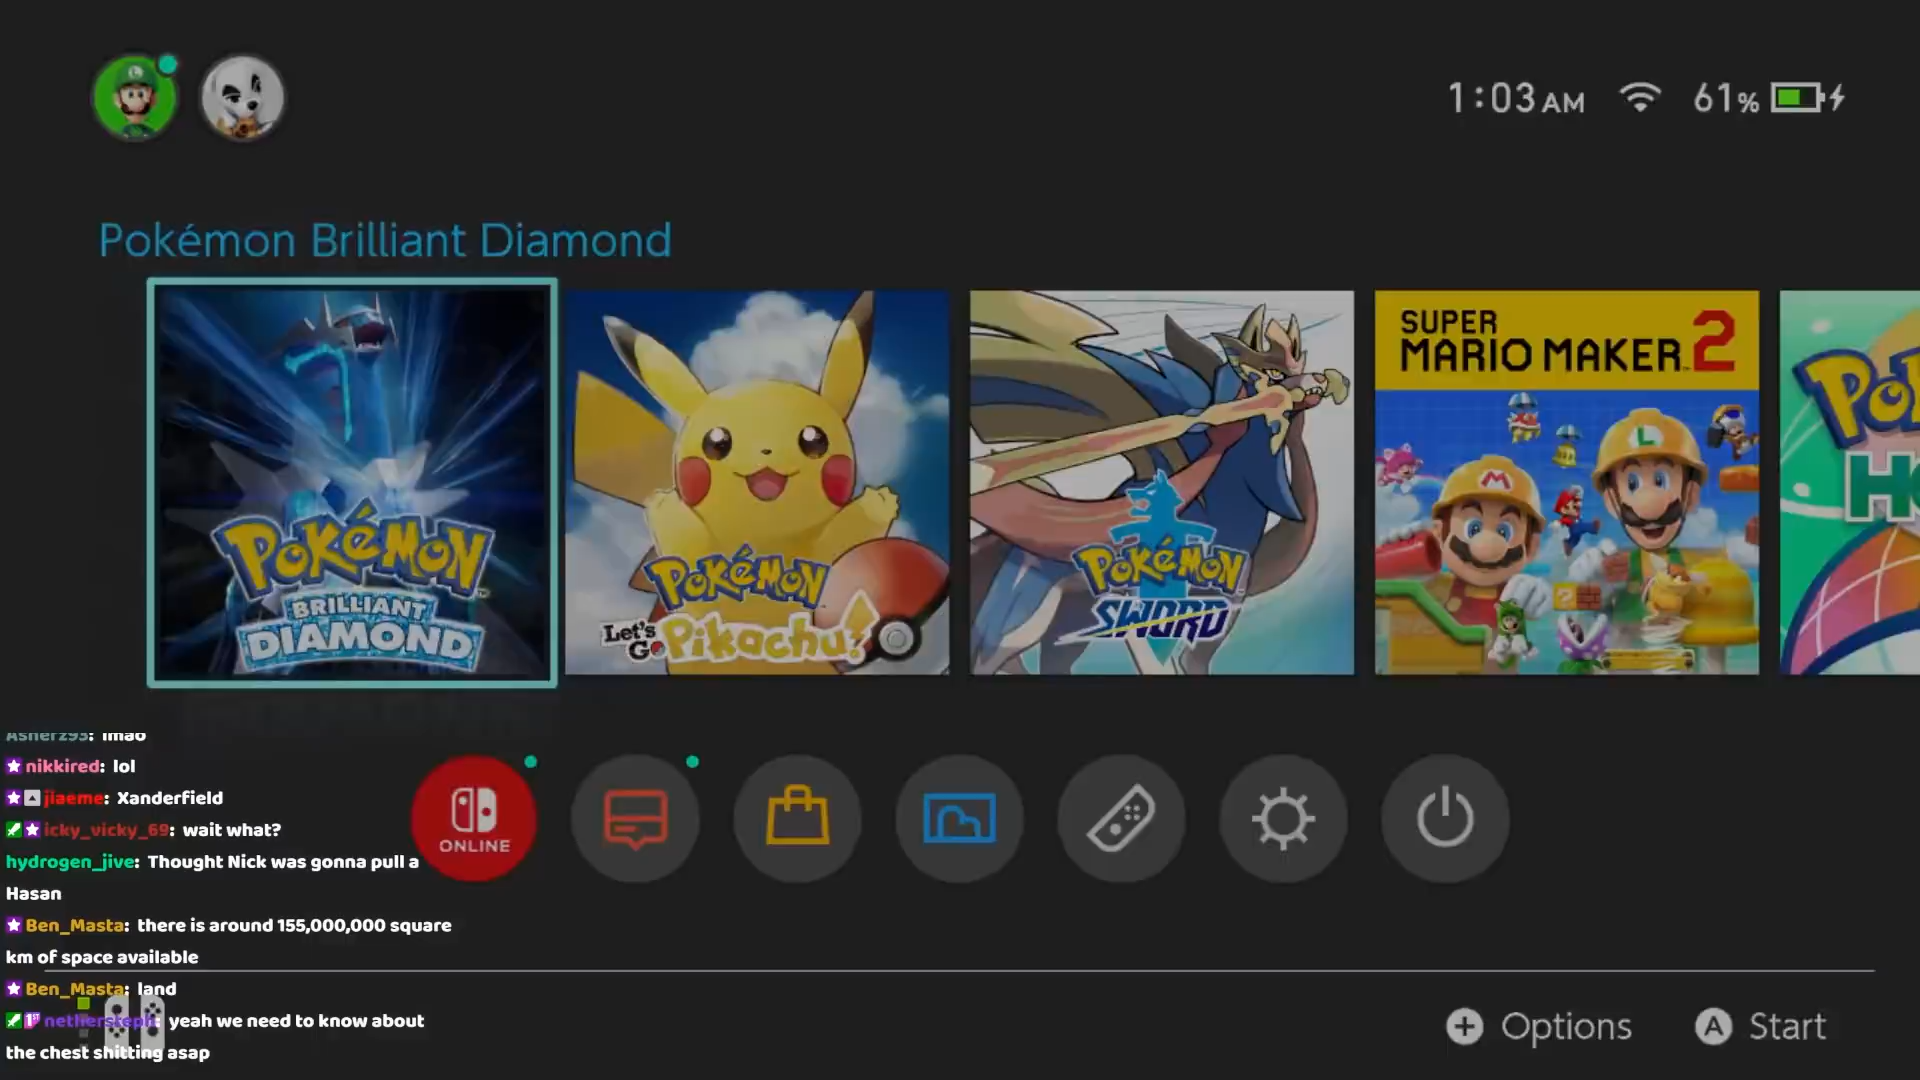 1:03 AM 61%
Pokémon Brilliant Diamond
POKéMON
BRILLIANT
DIAMOND
POKéMON
Let's Go Pikachu!
POKéMON
SWORD
SUPER
MARIO MAKER 2
Asher293: lmao
nikkired: lol
jiaeme: Xanderfield
icky_vicky_69: wait what?
hydrogen_jive: Thought Nick was gonna pull a
Hasan
Ben_Masta: there is around 155,000,000 square
km of space available
Ben_Masta: land
1ST nethersteph: yeah we need to know about
the chest shitting asap
ONLINE
+ Options
A Start